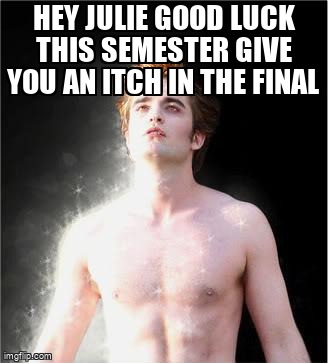 HEY JULIE GOOD LUCK
THIS SEMESTER GIVE
YOU AN ITCH IN THE FINAL
imgflip.com